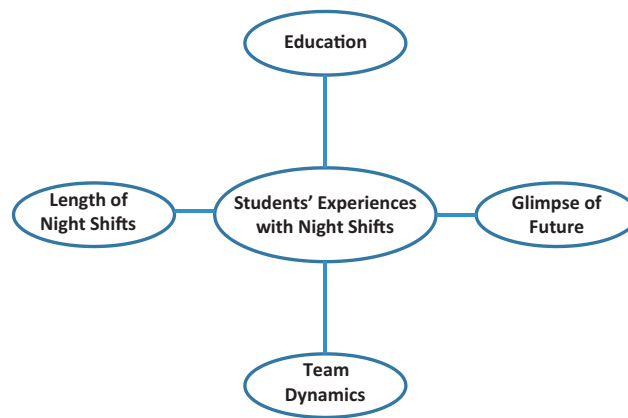 Education
Length of
Night Shifts
Students’ Experiences
with Night Shifts
Glimpse of
Future
Team
Dynamics